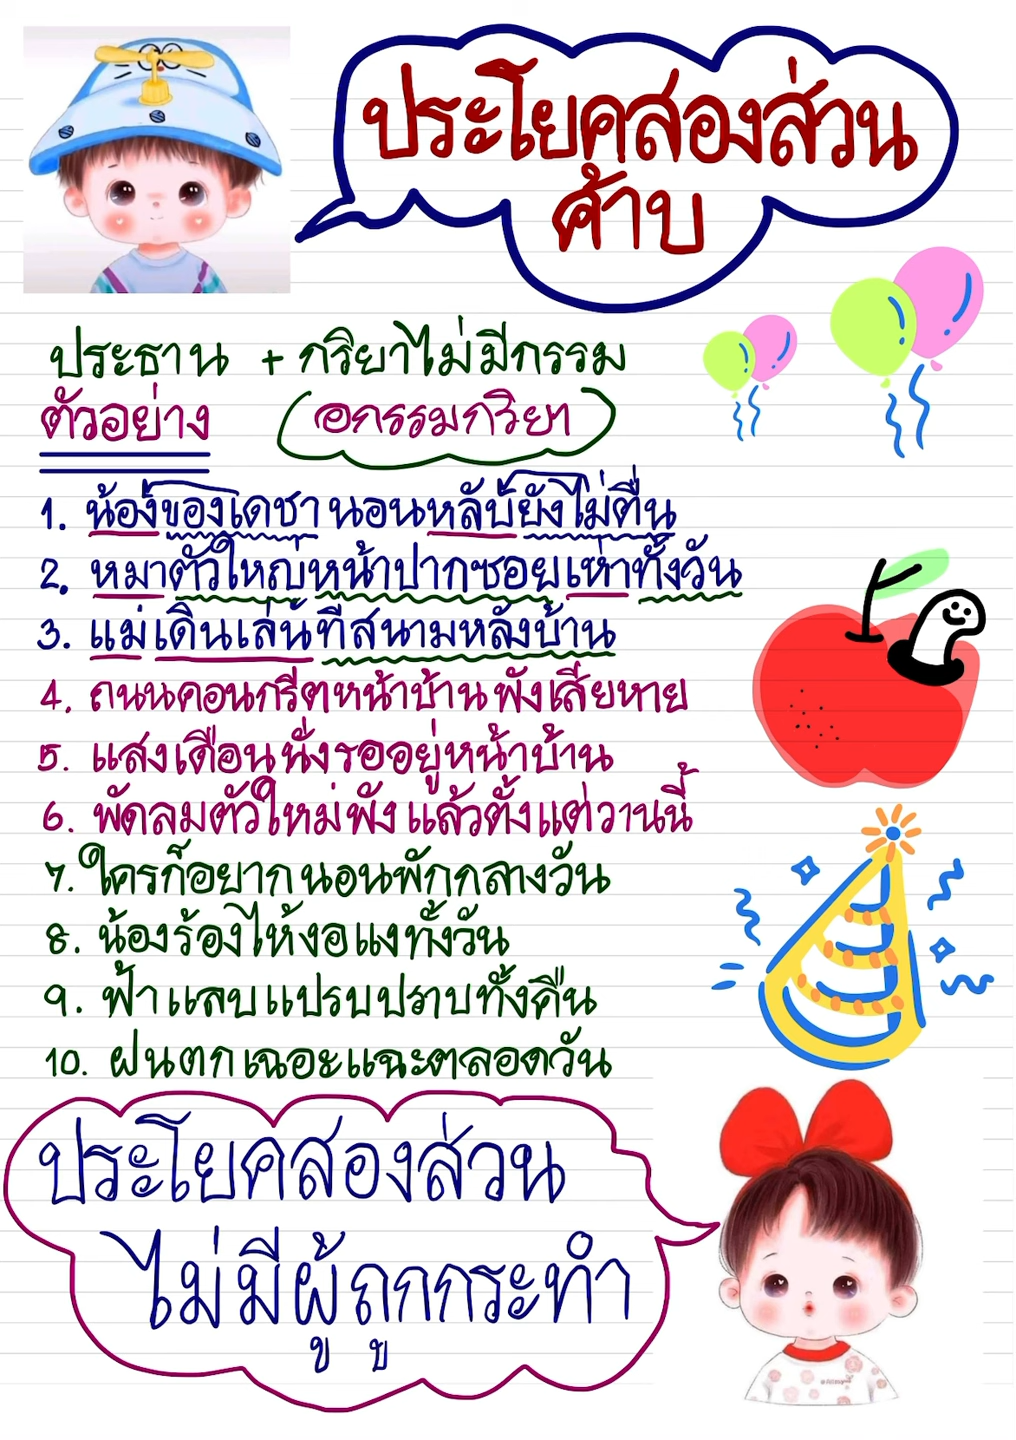 ประโยคสองส่วน
ค้าบ
ประธาน + กริยาไม่มีกรรม
ตัวอย่าง
อกรรมกริยา
1. น้องของเดชานอนหลับยังไม่ตื่น
2. หมาตัวใหญ่หน้าปากซอยเห่าทั้งวัน
3. แม่เดินเล่นที่สนามหลังบ้าน
4. ถนนคอนกรีตหน้าบ้านพังเสียหาย
5. แสงเดือนนั่งรออยู่หน้าบ้าน
6. พัดลมตัวใหม่พังแล้วตั้งแต่วานนี้
7. ใครก็อยากนอนพักกลางวัน
8. น้องร้องไห้งอแงทั้งวัน
9. ฟ้าแลบแปรบปราบทั้งคืน
10. ฝนตกเฉอะแฉะตลอดวัน
ประโยคสองส่วน
ไม่มีผู้ถูกกระทำ